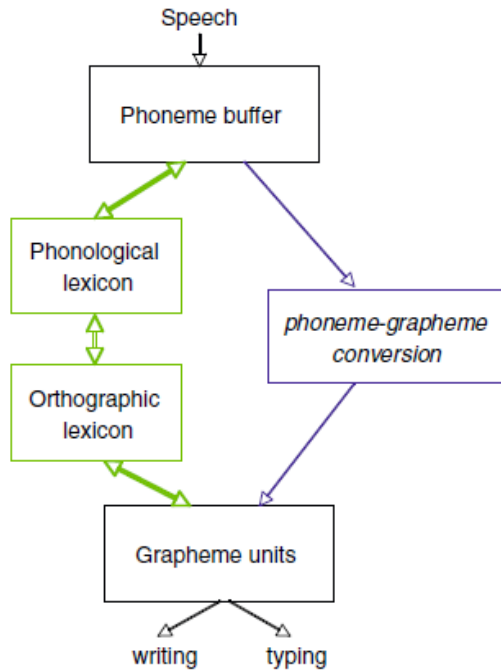 Speech
Phoneme buffer
Phonological
lexicon
phoneme-grapheme
conversion
Orthographic
lexicon
Grapheme units
writing
typing